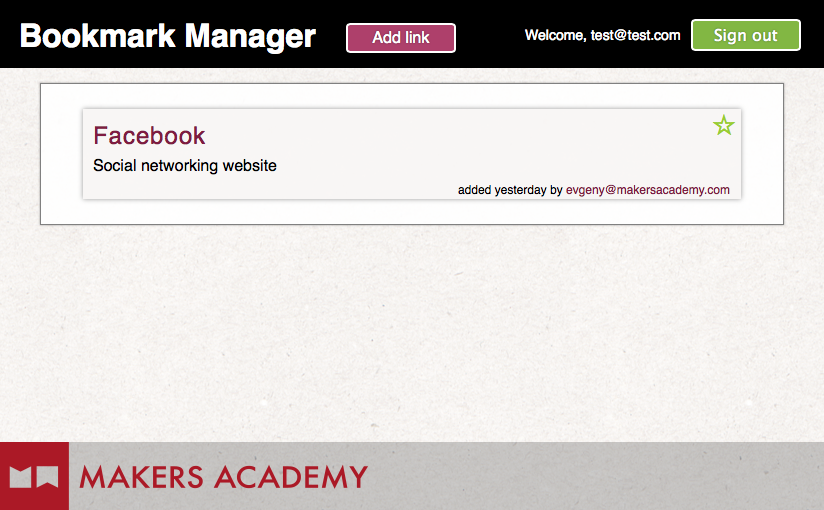 Bookmark Manager
Add link
Welcome, test@test.com
Sign out
Facebook
Social networking website
added yesterday by evgeny@makersacademy.com
MAKERS ACADEMY